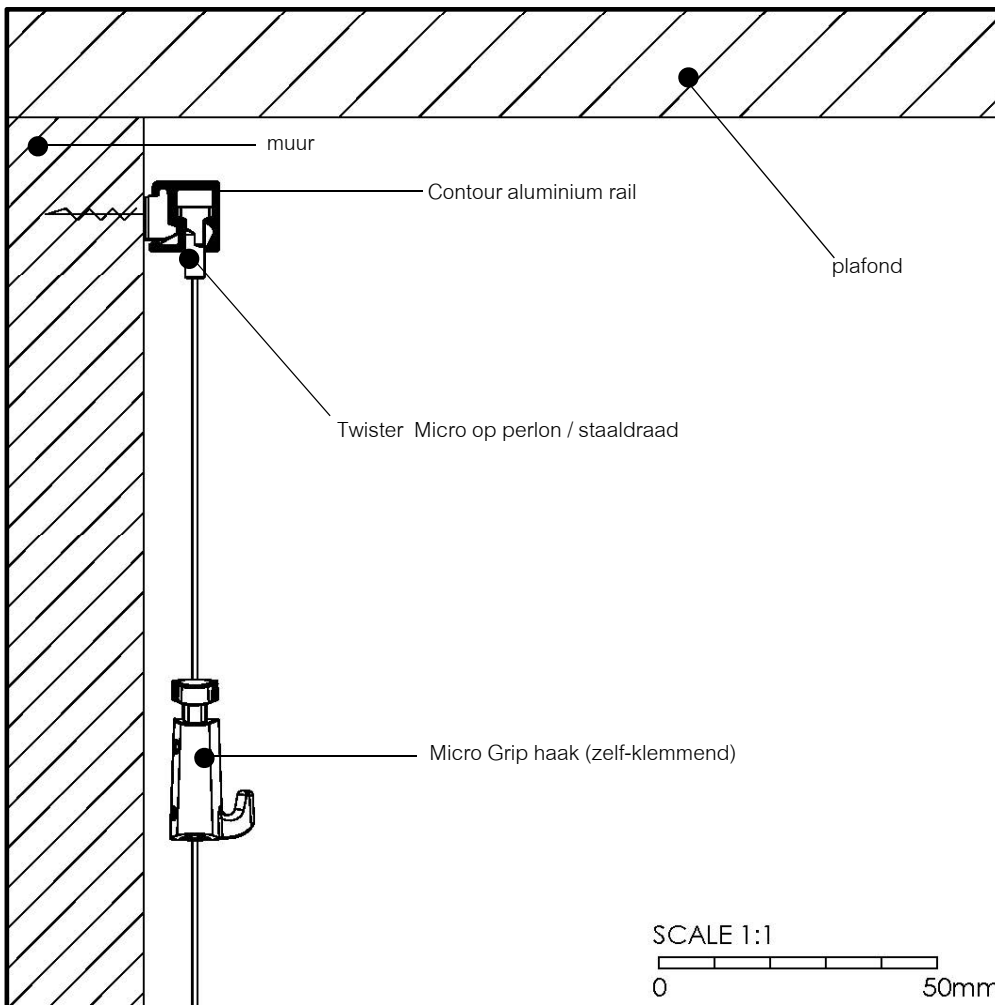 muur
Contour aluminium rail
plafond
Twister Micro op perlon / staaldraad
Micro Grip haak (zelf-klemmend)
SCALE 1:1
0 50mm